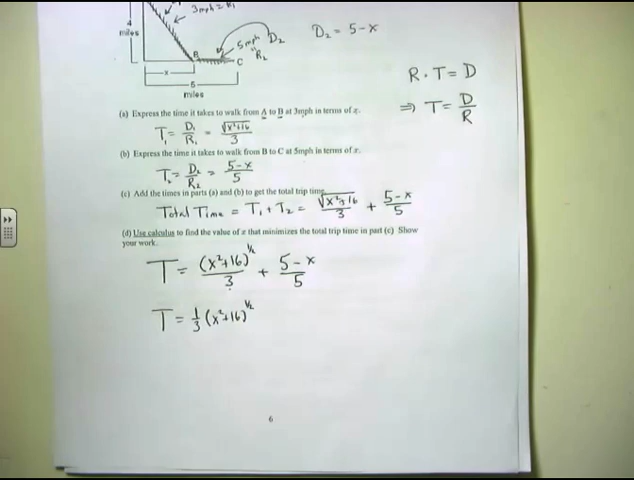 3mph = R₁
4
miles
5mph D₂
"R₂
D₂ = 5-x
B
C
x
5
miles
R · T = D
⇒ T = D/R
(a) Express the time it takes to walk from A to B at 3mph in terms of x.
T₁ = D₁/R₁ = √(x²+16)/3
(b) Express the time it takes to walk from B to C at 5mph in terms of x.
T₂ = D₂/R₂ = (5-x)/5
(c) Add the times in parts (a) and (b) to get the total trip time.
Total Time = T₁ + T₂ = √(x²+16)/3 + (5-x)/5
(d) Use calculus to find the value of x that minimizes the total trip time in part (c) Show
your work.
T = (x²+16)^½/3 + (5-x)/5
T = 1/3 (x²+16)^½
6